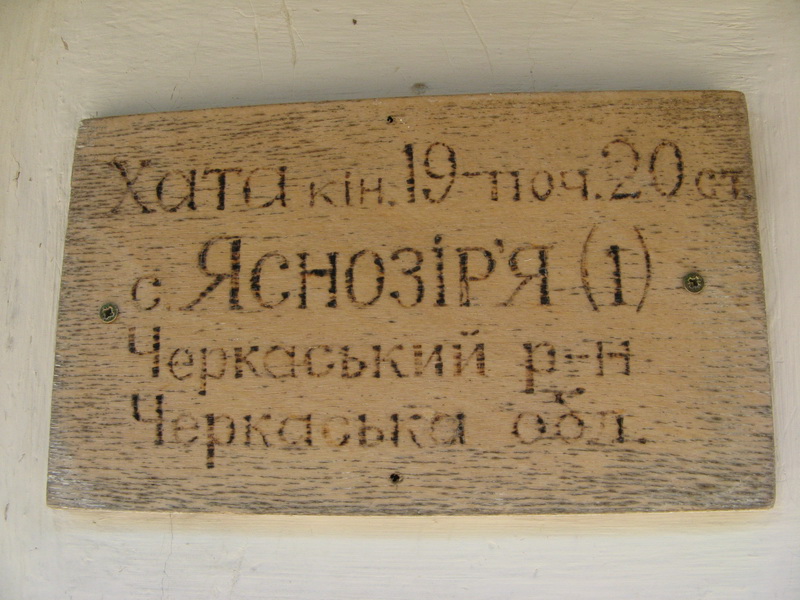 Хата кін. 19-поч. 20 ст.
с. Яснозір'я (1)
Черкаський р-н
Черкаська обл.